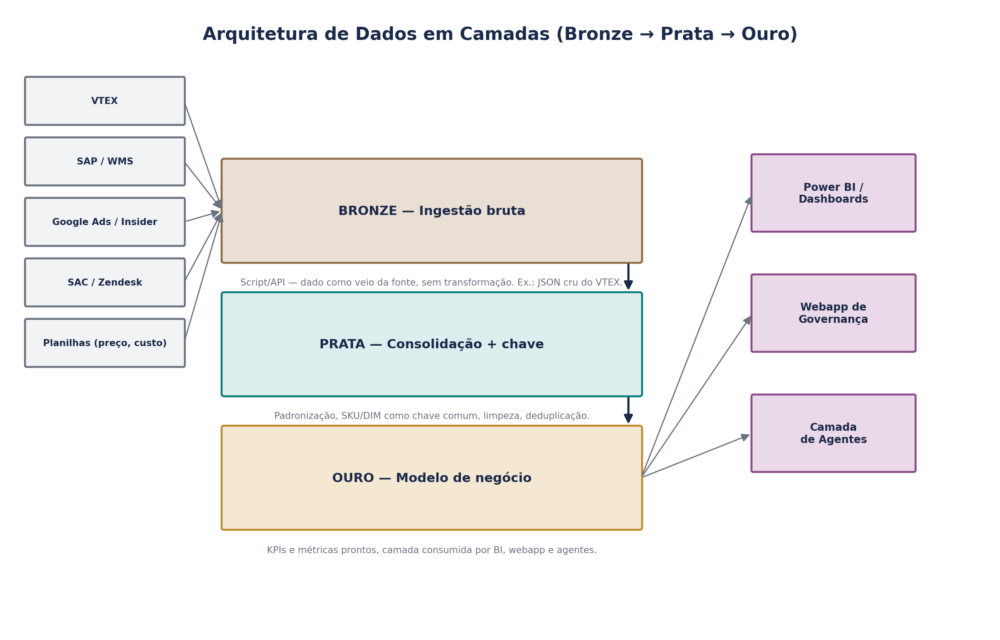 Arquitetura de Dados em Camadas (Bronze → Prata → Ouro)
VTEX
SAP / WMS
Google Ads / Insider
SAC / Zendesk
Planilhas (preço, custo)
BRONZE — Ingestão bruta
Script/API — dado como veio da fonte, sem transformação. Ex.: JSON cru do VTEX.
PRATA — Consolidação + chave
Padronização, SKU/DIM como chave comum, limpeza, deduplicação.
OURO — Modelo de negócio
KPIs e métricas prontos, camada consumida por BI, webapp e agentes.
Power BI /
Dashboards
Webapp de
Governança
Camada
de Agentes